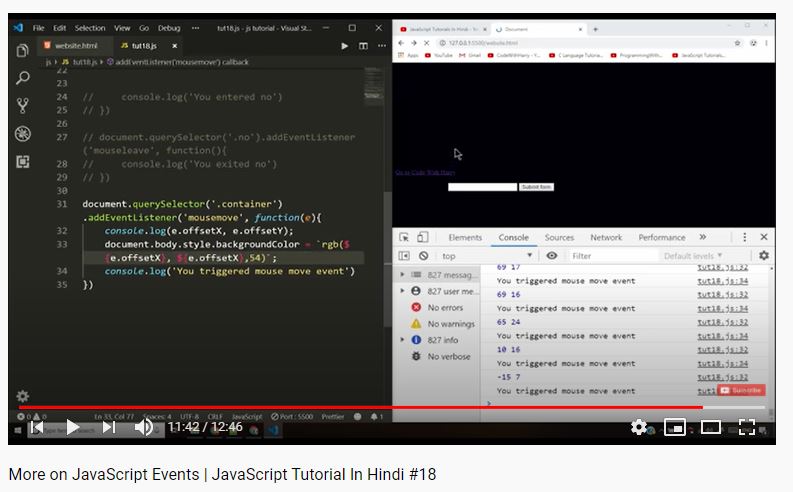 File Edit Selection View Go Debug ··· tut18.js - js tutorial - Visual St...
website.html
JS tut18.js ×
js › JS tut18.js › addEventListener('mousemove') callback
22
23
24 //     console.log('You entered no')
25 // })
26
27 // document.querySelector('.no').addEventListener
('mouseleave', function(){
28 //     console.log('You exited no')
29 // })
30
31 document.querySelector('.container')
.addEventListener('mousemove', function(e){
32 console.log(e.offsetX, e.offsetY);
33 document.body.style.backgroundColor = `rgb($
{e.offsetX}, ${e.offsetX},54)`;
34 console.log('You triggered mouse move event')
35 })
Ln 33, Col 77 Spaces: 4 UTF-8 CRLF JavaScript Port : 5500 Prettier 1
JavaScript Tutorials In Hindi - Yo
Document
127.0.0.1:5500/website.html
Apps YouTube Gmail CodeWithHarry - Y... C Language Tutoria... ProgrammingWith... JavaScript Tutorials...
Go to Code With Harry
Submit form
Elements Console Sources Network Performance »
top Filter Default levels ▼
827 messag...
827 user me...
No errors
No warnings
827 info
No verbose
69 17 tut18.js:32
You triggered mouse move event tut18.js:34
69 16 tut18.js:32
You triggered mouse move event tut18.js:34
65 24 tut18.js:32
You triggered mouse move event tut18.js:34
10 16 tut18.js:32
You triggered mouse move event tut18.js:34
-15 7 tut18.js:32
You triggered mouse move event tut1
Subscribe
11:42 / 12:46
More on JavaScript Events | JavaScript Tutorial In Hindi #18